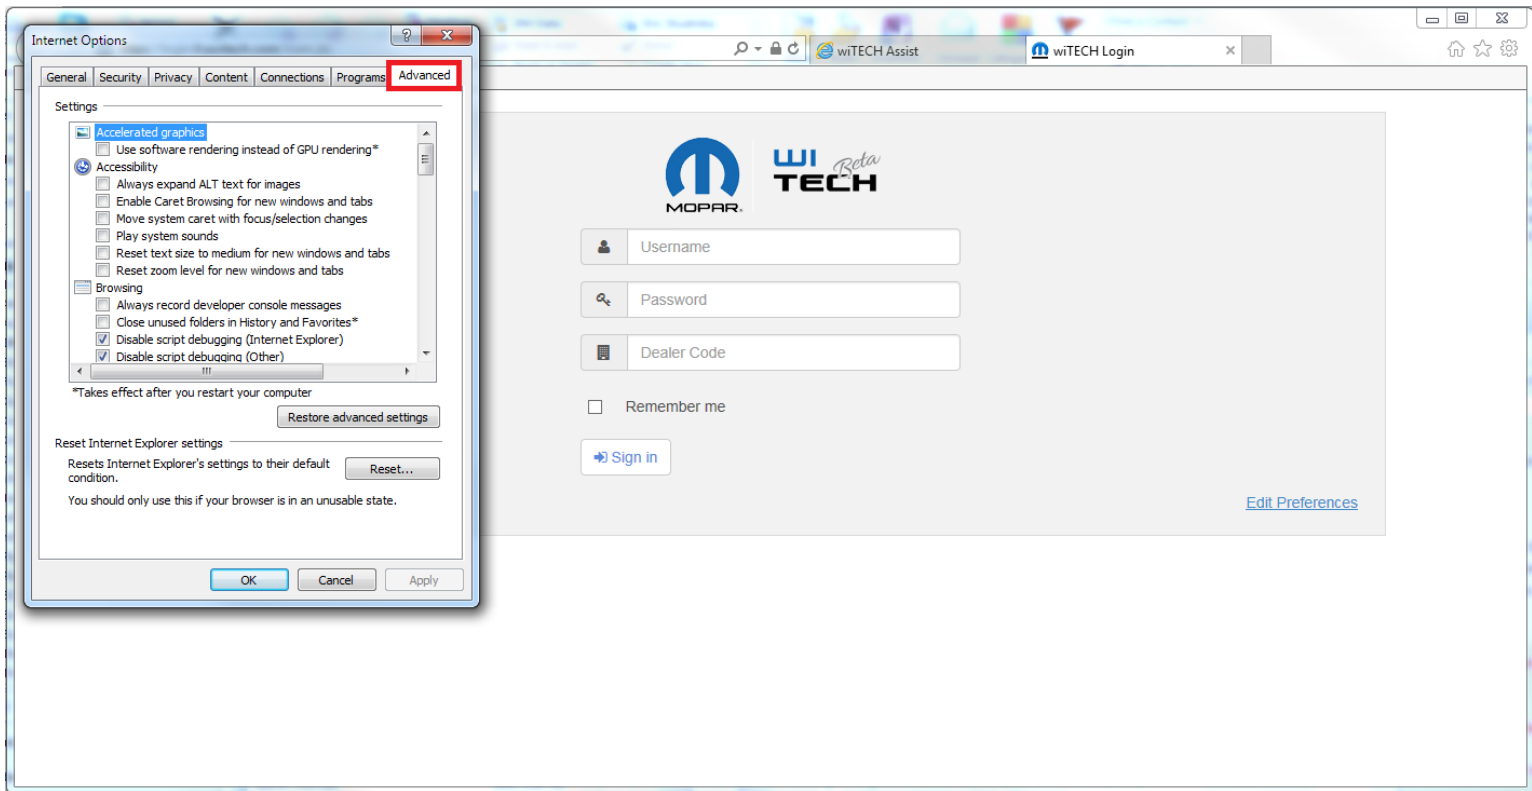 Internet Options
wiTECH Assist
wiTECH Login
General Security Privacy Content Connections Programs Advanced
Settings
Accelerated graphics
Use software rendering instead of GPU rendering*
Accessibility
Always expand ALT text for images
Enable Caret Browsing for new windows and tabs
Move system caret with focus/selection changes
Play system sounds
Reset text size to medium for new windows and tabs
Reset zoom level for new windows and tabs
Browsing
Always record developer console messages
Close unused folders in History and Favorites*
Disable script debugging (Internet Explorer)
Disable script debugging (Other)
*Takes effect after you restart your computer
Restore advanced settings
Reset Internet Explorer settings
Resets Internet Explorer's settings to their default
condition.
Reset...
You should only use this if your browser is in an unusable state.
OK Cancel Apply
MOPAR.
WI
TECH
Beta
Username
Password
Dealer Code
Remember me
Sign in
Edit Preferences